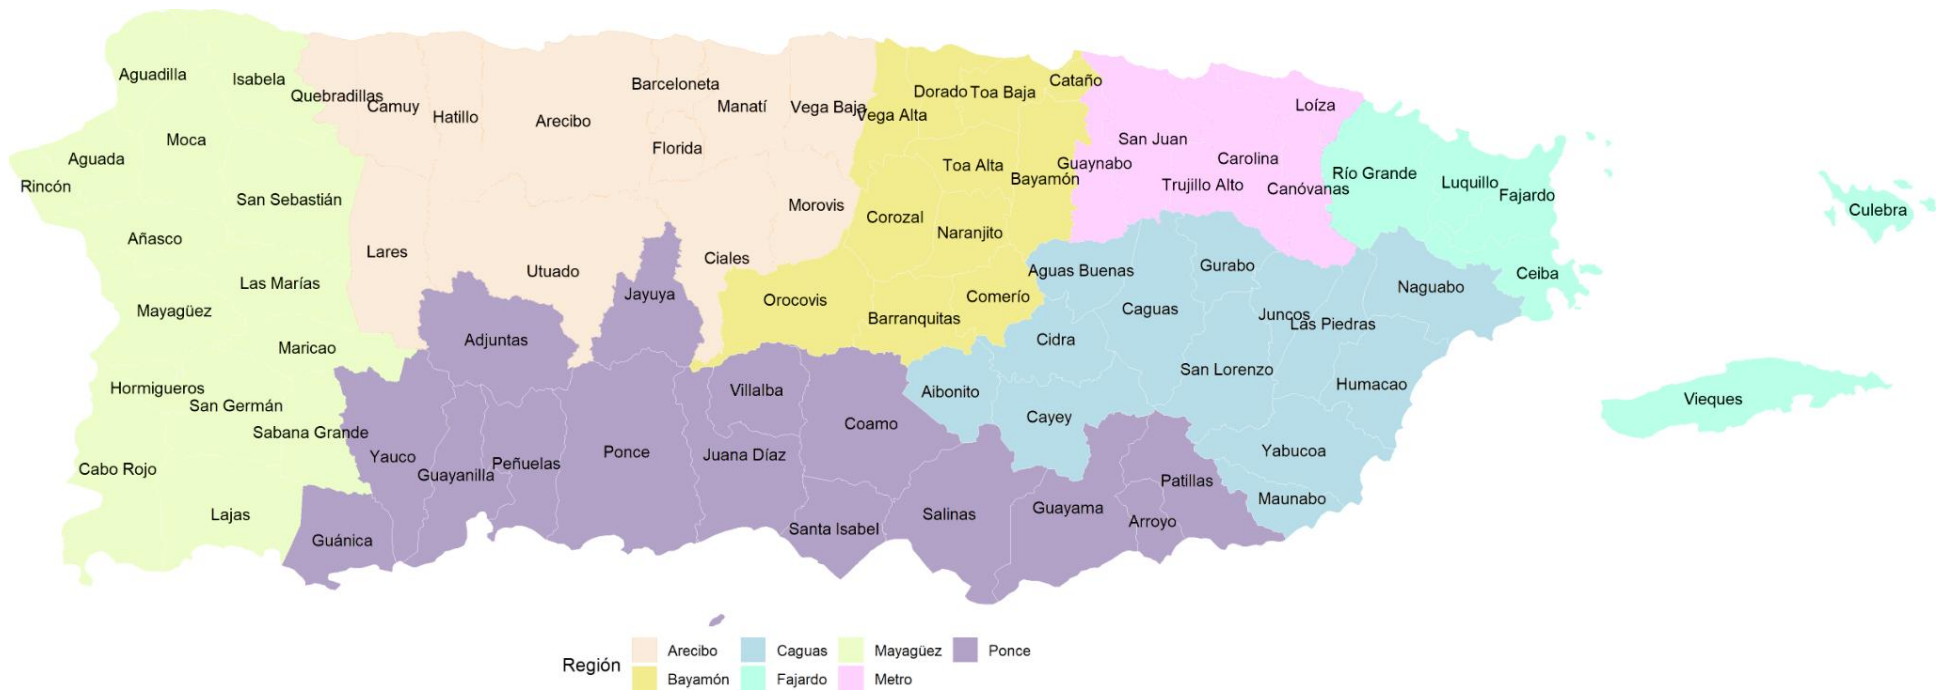 Aguadilla
Isabela
Quebradillas
Camuy
Hatillo
Arecibo
Barceloneta
Manatí
Vega Baja
Vega Alta
Dorado
Toa Baja
Cataño
Loíza
Moca
Aguada
Rincón
Florida
San Juan
Guaynabo
Carolina
Trujillo Alto
Canóvanas
Río Grande
Luquillo
Fajardo
Culebra
Toa Alta
Bayamón
San Sebastián
Morovis
Corozal
Naranjito
Añasco
Lares
Utuado
Ciales
Jayuya
Orocovis
Comerío
Barranquitas
Aguas Buenas
Gurabo
Caguas
Juncos
Las Piedras
Naguabo
Ceiba
Las Marías
Mayagüez
Maricao
Adjuntas
Cidra
San Lorenzo
Humacao
Vieques
Hormigueros
San Germán
Sabana Grande
Villalba
Coamo
Aibonito
Cayey
Cabo Rojo
Yauco
Guayanilla
Peñuelas
Ponce
Juana Díaz
Yabucoa
Maunabo
Patillas
Lajas
Guánica
Santa Isabel
Salinas
Guayama
Arroyo
Región
Arecibo
Caguas
Mayagüez
Ponce
Bayamón
Fajardo
Metro